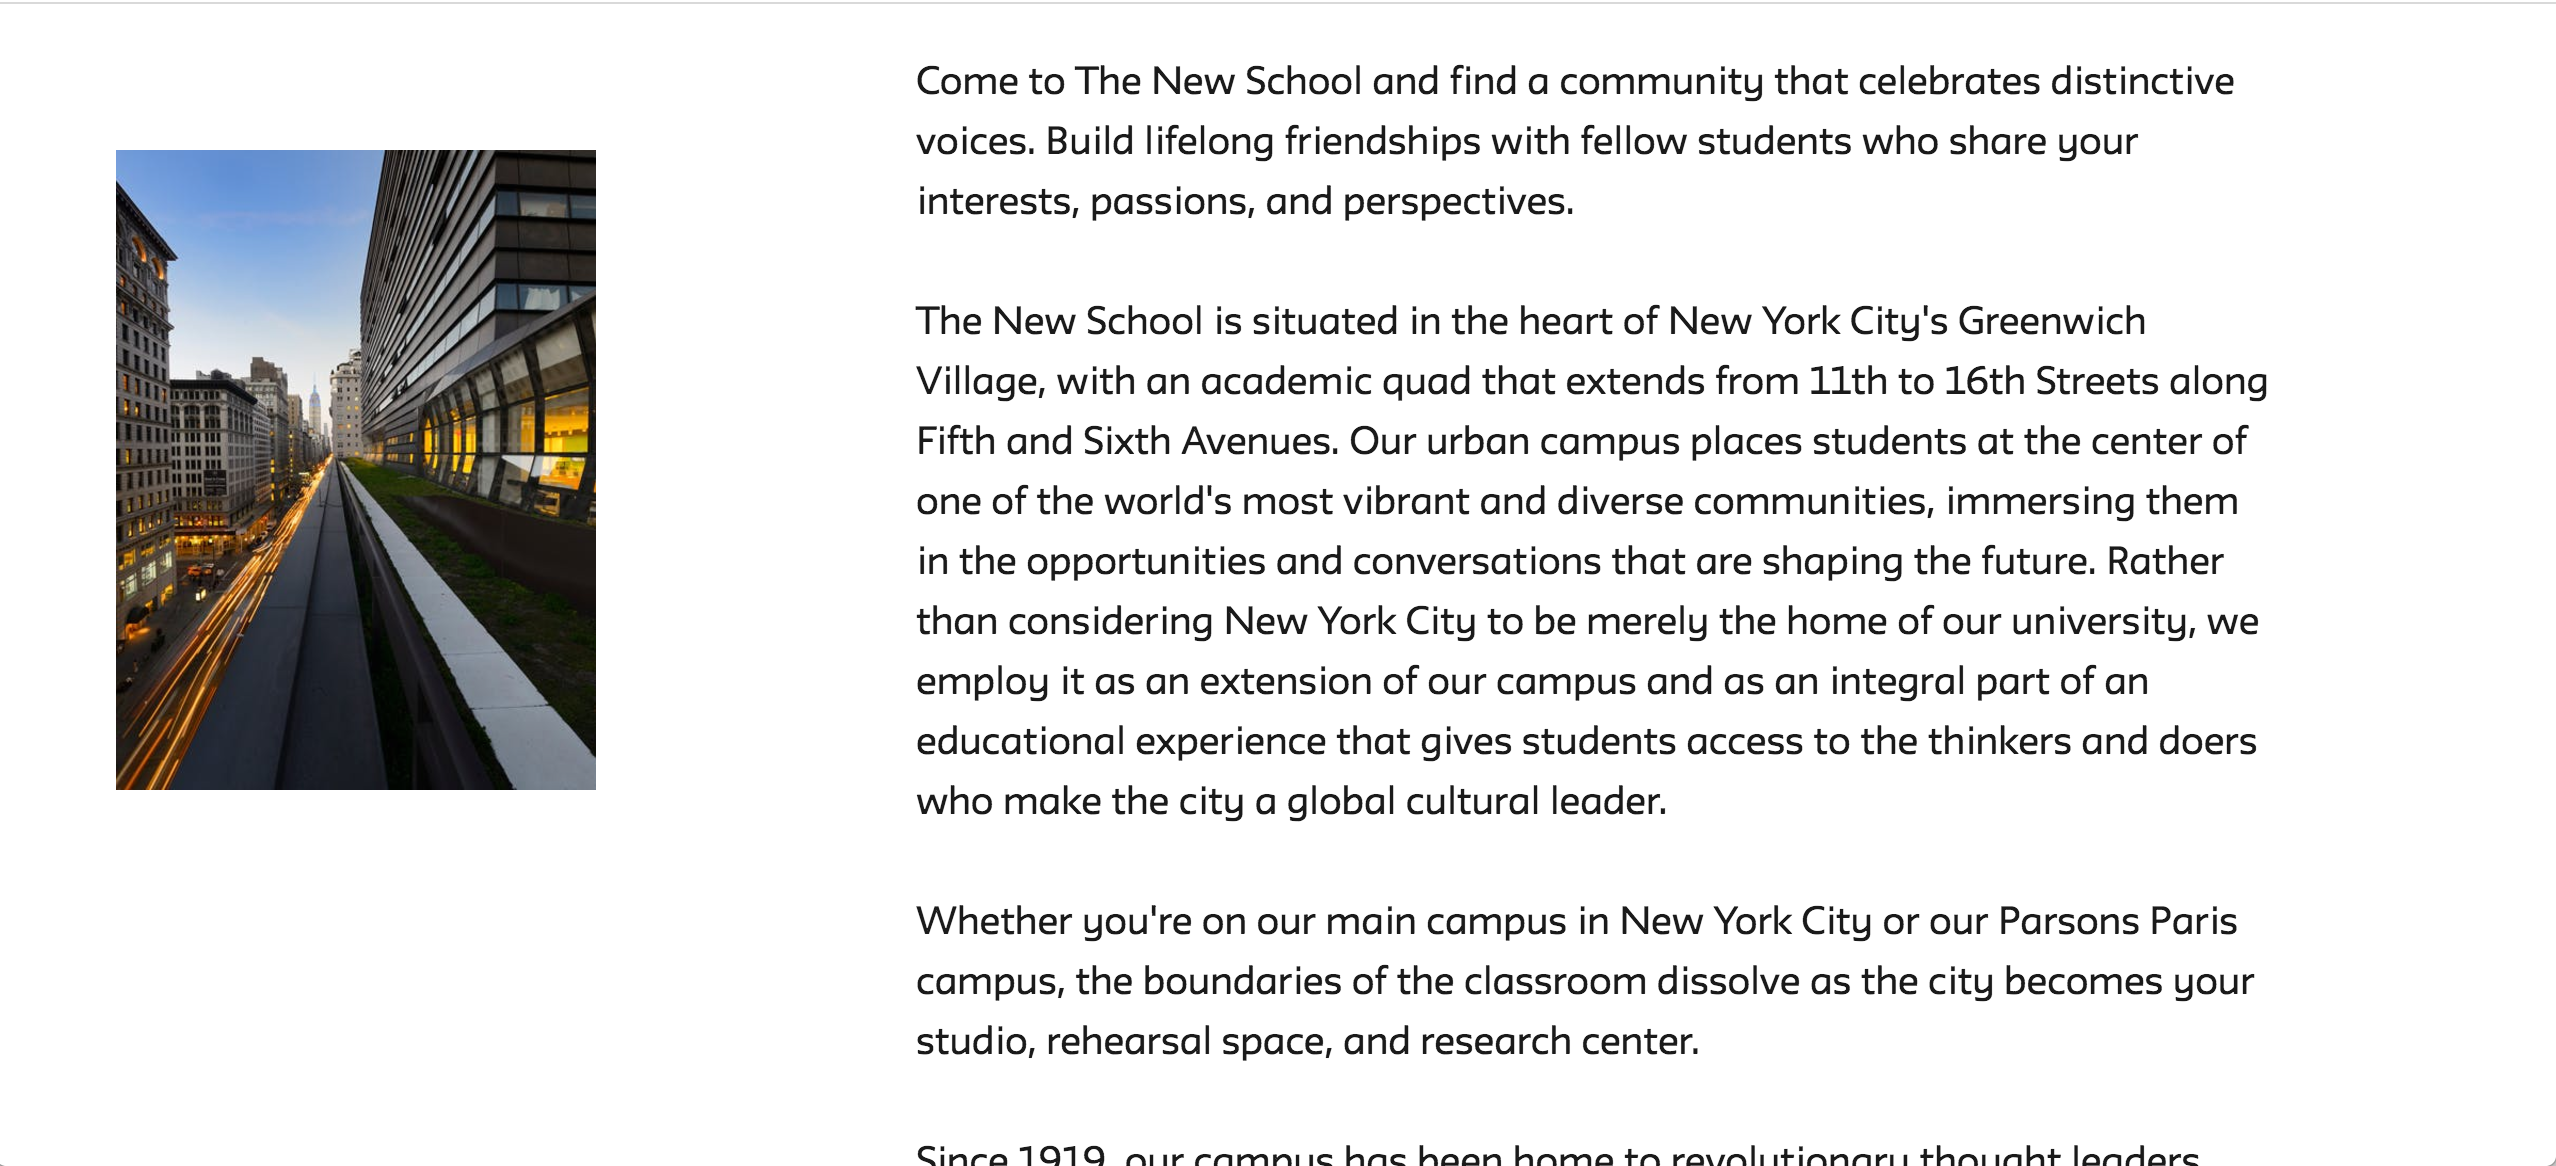 Come to The New School and find a community that celebrates distinctive
voices. Build lifelong friendships with fellow students who share your
interests, passions, and perspectives.
The New School is situated in the heart of New York City's Greenwich
Village, with an academic quad that extends from 11th to 16th Streets along
Fifth and Sixth Avenues. Our urban campus places students at the center of
one of the world's most vibrant and diverse communities, immersing them
in the opportunities and conversations that are shaping the future. Rather
than considering New York City to be merely the home of our university, we
employ it as an extension of our campus and as an integral part of an
educational experience that gives students access to the thinkers and doers
who make the city a global cultural leader.
Whether you're on our main campus in New York City or our Parsons Paris
campus, the boundaries of the classroom dissolve as the city becomes your
studio, rehearsal space, and research center.
Since 1919, our campus has been home to revolutionary thought leaders